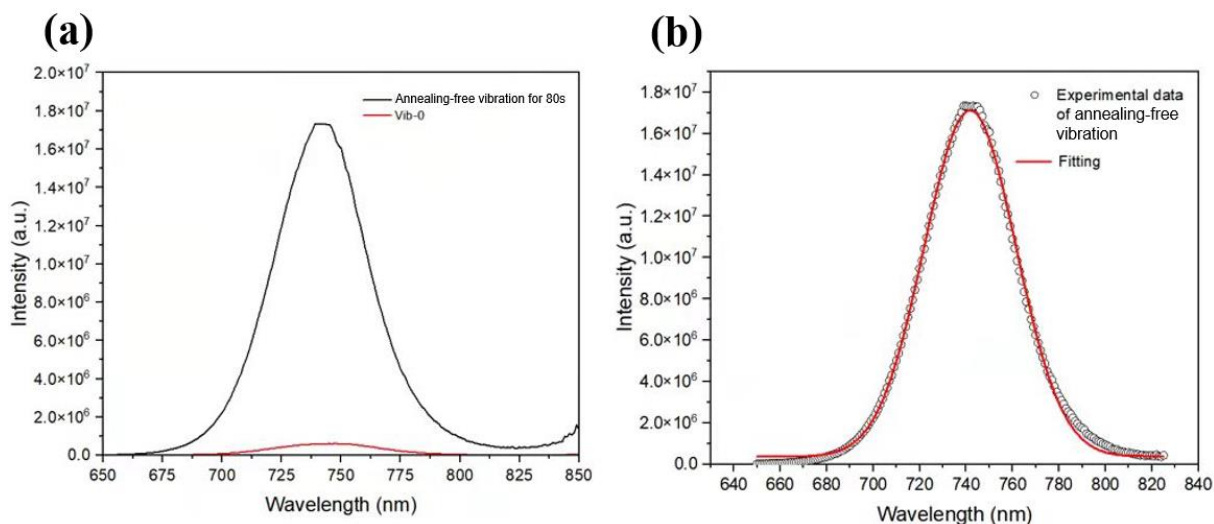 (a)
2.0×10⁷
1.8×10⁷
1.6×10⁷
1.4×10⁷
1.2×10⁷
1.0×10⁷
8.0×10⁶
6.0×10⁶
4.0×10⁶
2.0×10⁶
0.0
Intensity (a.u.)
650 675 700 725 750 775 800 825 850
Wavelength (nm)
Annealing-free vibration for 80s
Vib-0
(b)
1.8×10⁷
1.6×10⁷
1.4×10⁷
1.2×10⁷
1.0×10⁷
8.0×10⁶
6.0×10⁶
4.0×10⁶
2.0×10⁶
0.0
Intensity (a.u.)
640 660 680 700 720 740 760 780 800 820 840
Wavelength (nm)
Experimental data
of annealing-free
vibration
Fitting